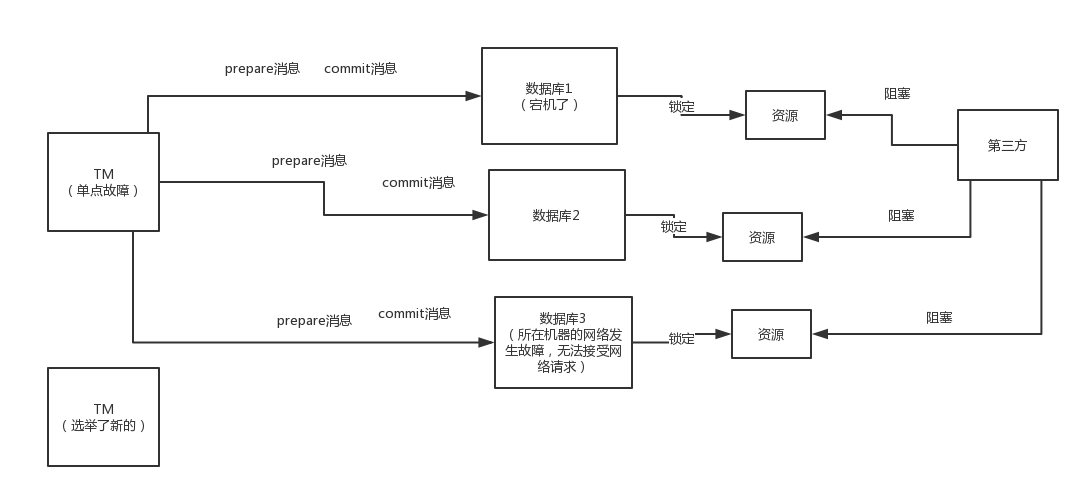 prepare消息 commit消息
数据库1
（宕机了）
锁定
资源
阻塞
第三方
TM
（单点故障）
prepare消息
commit消息
数据库2
锁定
资源
阻塞
prepare消息
commit消息
数据库3
（所在机器的网络发
生故障，无法接受网
络请求）
锁定
资源
阻塞
TM
（选举了新的）